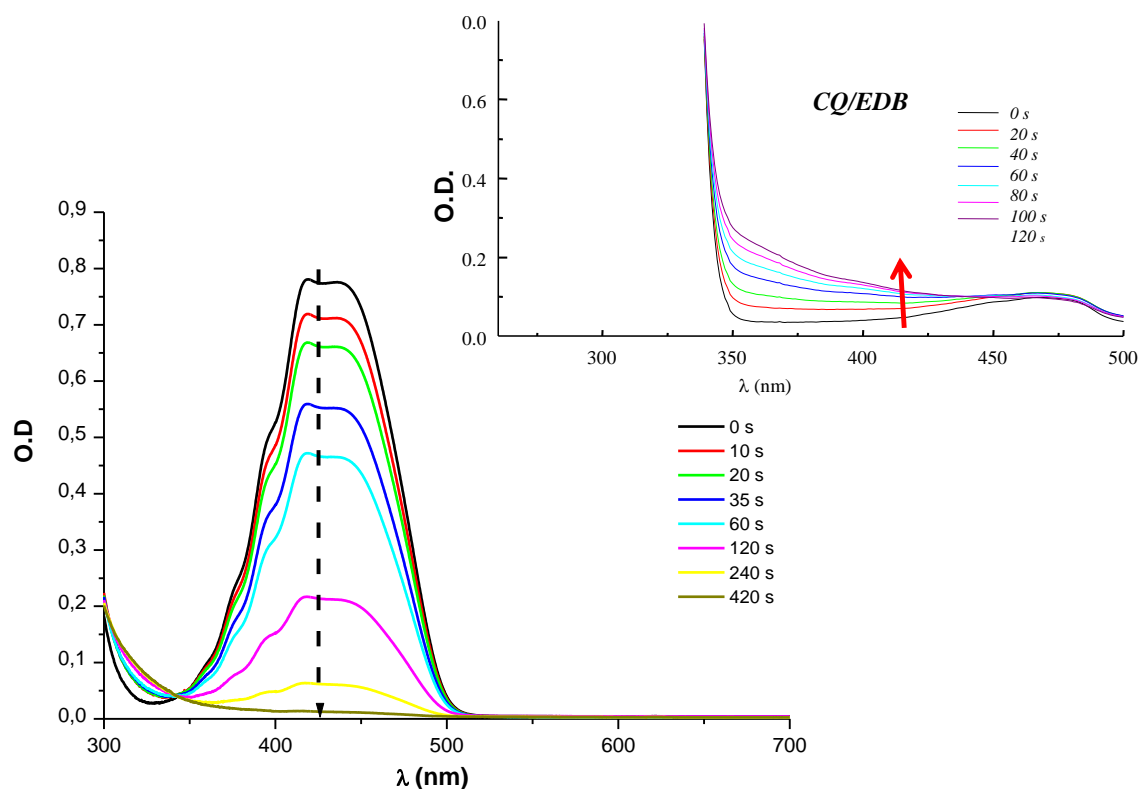 0.0
0.6
0.4
0.2
0.0
O.D.
CQ/EDB
0 s
20 s
40 s
60 s
80 s
100 s
120 s
300
350
400
450
500
λ (nm)
0,9
0,8
0,7
0,6
0,5
0,4
0,3
0,2
0,1
0,0
O.D
0 s
10 s
20 s
35 s
60 s
120 s
240 s
420 s
300
400
500
600
700
λ (nm)